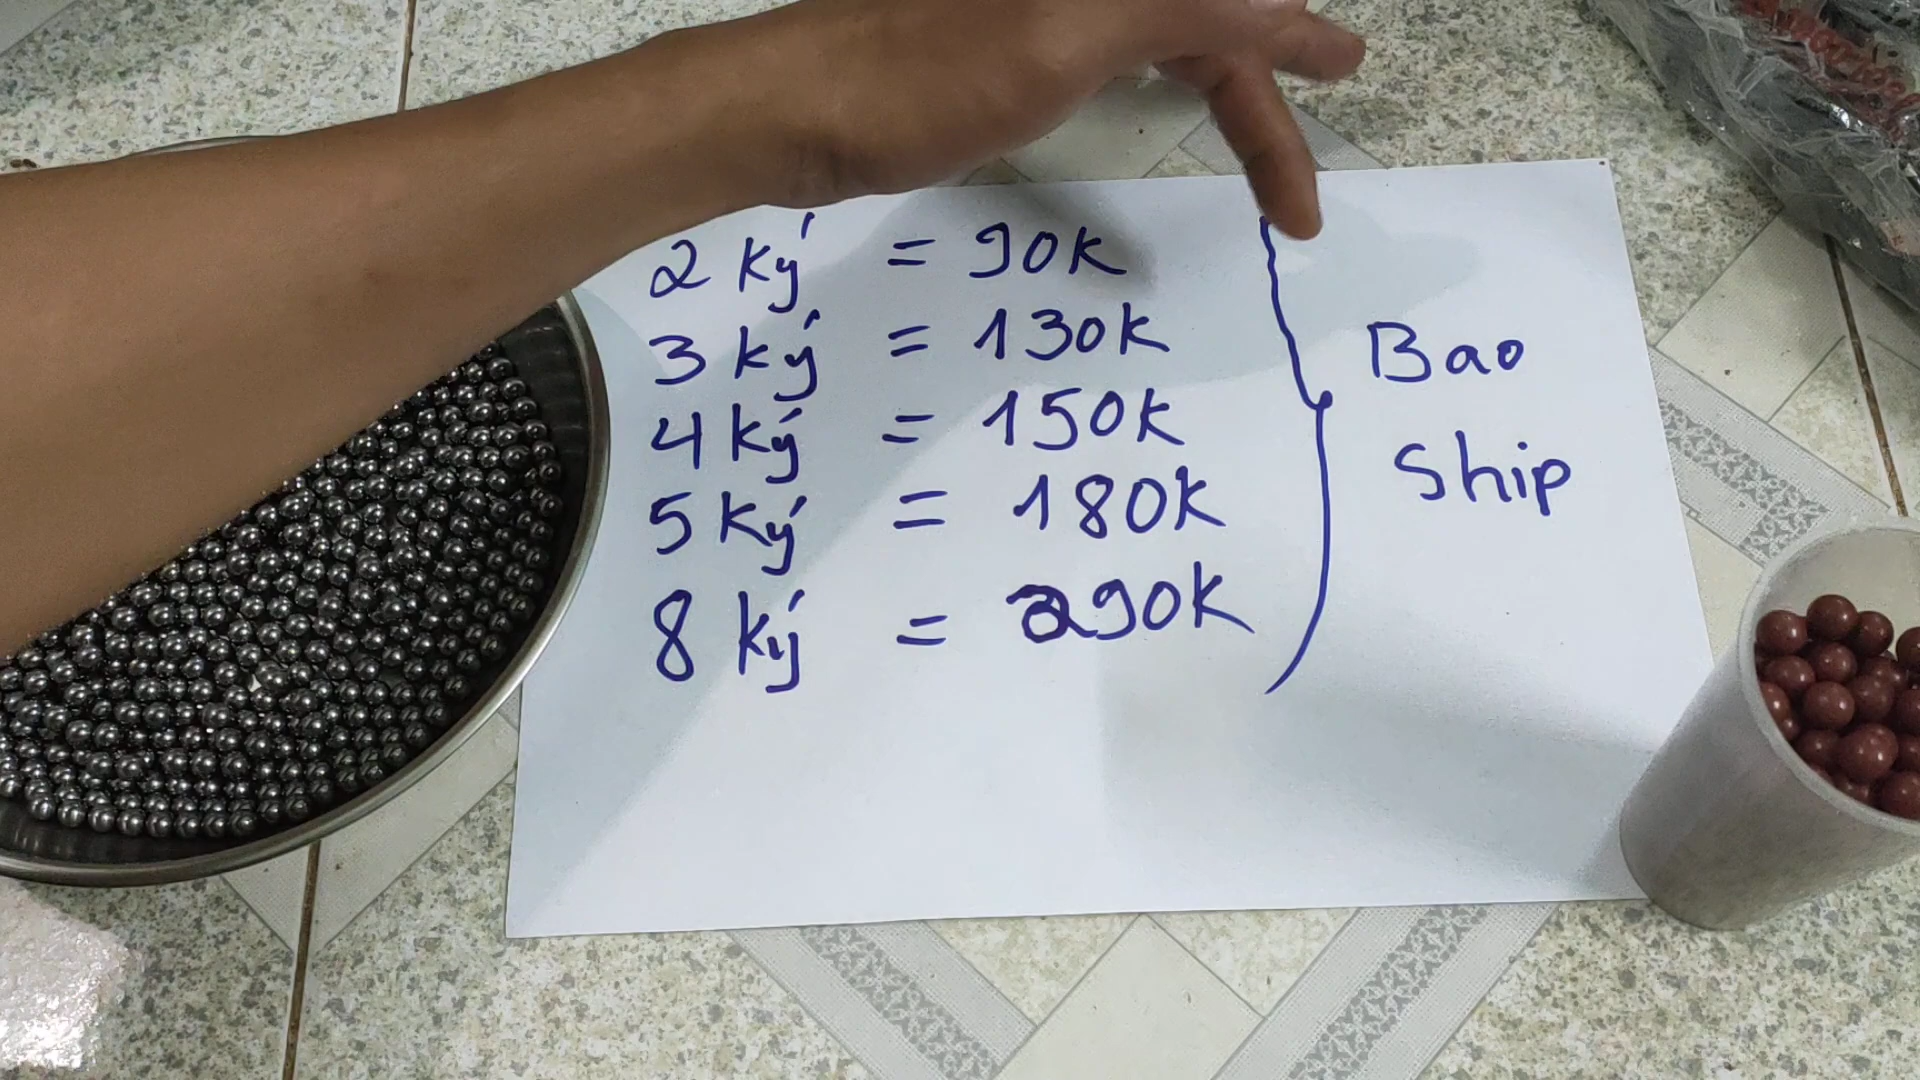 2 ký = 90k
3 ký = 130k
4 ký = 150k
5 ký = 180k
8 ký = 290k
Bao
Ship